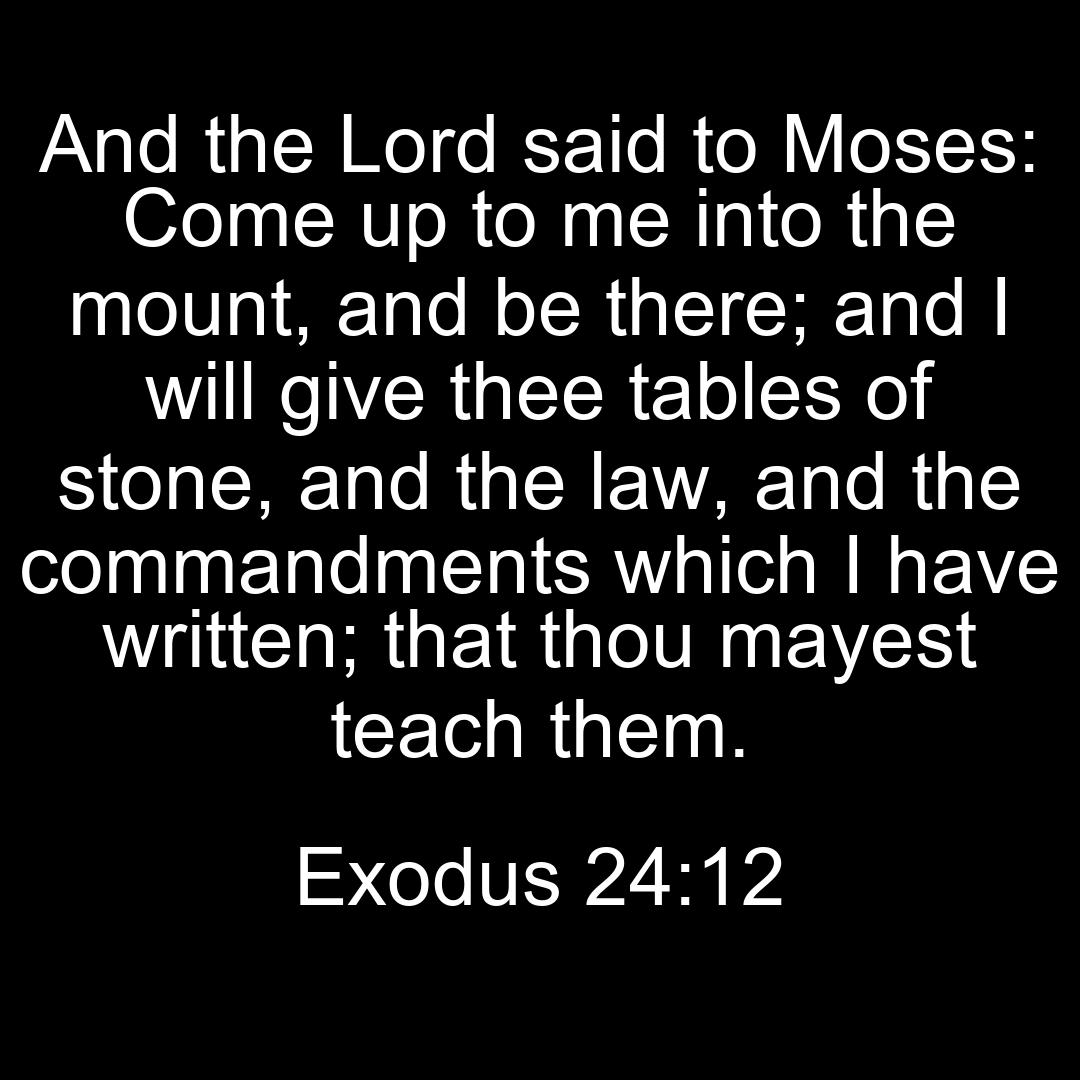 And the Lord said to Moses:
Come up to me into the
mount, and be there; and I
will give thee tables of
stone, and the law, and the
commandments which I have
written; that thou mayest
teach them.
Exodus 24:12